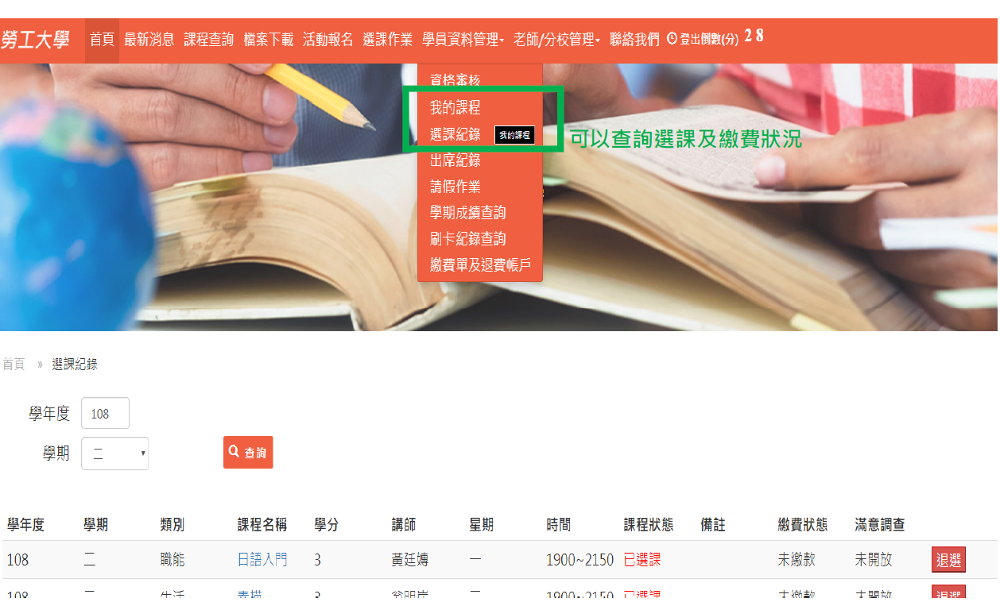 勞工大學 首頁 最新消息 課程查詢 檔案下載 活動報名 選課作業 學員資料管理 老師/分校管理 聯絡我們 登出倒數(分) 28
資格審核
我的課程
選課紀錄 我的課程 可以查詢選課及繳費狀況
出席紀錄
請假作業
學期成績查詢
刷卡紀錄查詢
繳費單及退費帳戶
首頁 » 選課紀錄
學年度 108
學期 二 查詢
學年度 學期 類別 課程名稱 學分 講師 星期 時間 課程狀態 備註 繳費狀態 滿意調查
108 二 職能 日語入門 3 黃廷嫥 一 1900~2150 已選課 未繳款 未開放 退選
108 二 生活 素描 3 翁明岸 二 1900~2150 已選課 未繳款 未開放 退選